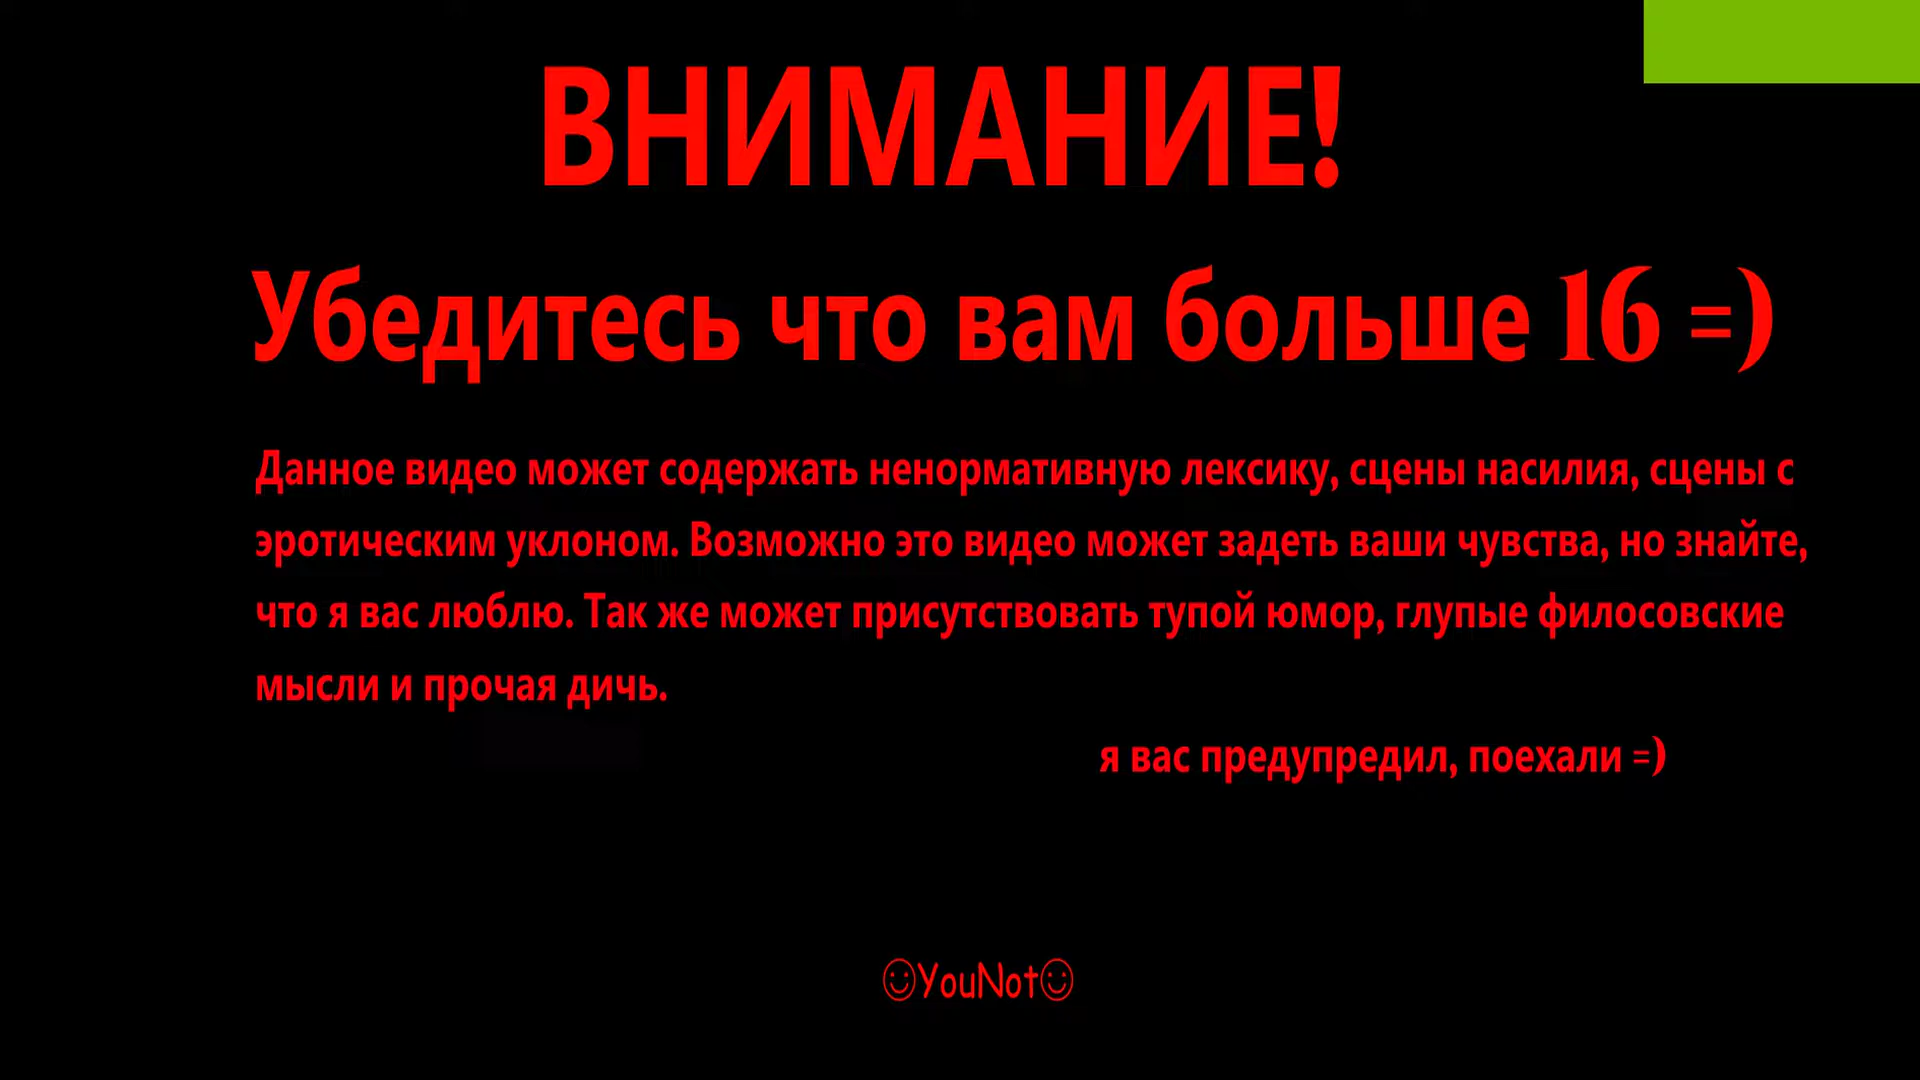 ВНИМАНИЕ!
Убедитесь что вам больше 16 =)
Данное видео может содержать ненормативную лексику, сцены насилия, сцены с
эротическим уклоном. Возможно это видео может задеть ваши чувства, но знайте,
что я вас люблю. Так же может присутствовать тупой юмор, глупые филосовские
мысли и прочая дичь.
я вас предупредил, поехали =)
☺YouNot☺